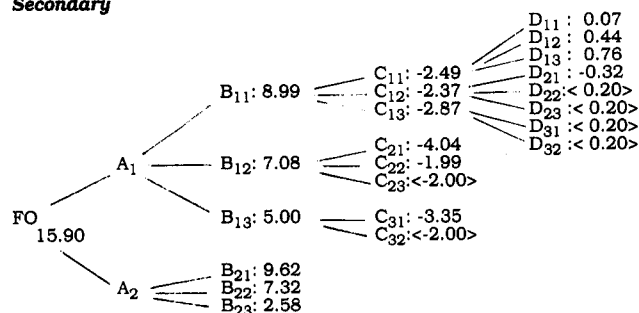 Secondary
D11 : 0.07
D12 : 0.44
D13 : 0.76
C11: -2.49
D21 : -0.32
B11: 8.99
C12: -2.37
D22:< 0.20>
C13: -2.87
D23 :< 0.20>
D31 :< 0.20>
D32 :< 0.20>
C21: -4.04
A1
B12: 7.08
C22: -1.99
C23:<-2.00>
FO
15.90
B13: 5.00
C31: -3.35
C32:<-2.00>
B21: 9.62
A2
B22: 7.32
B23: 2.58